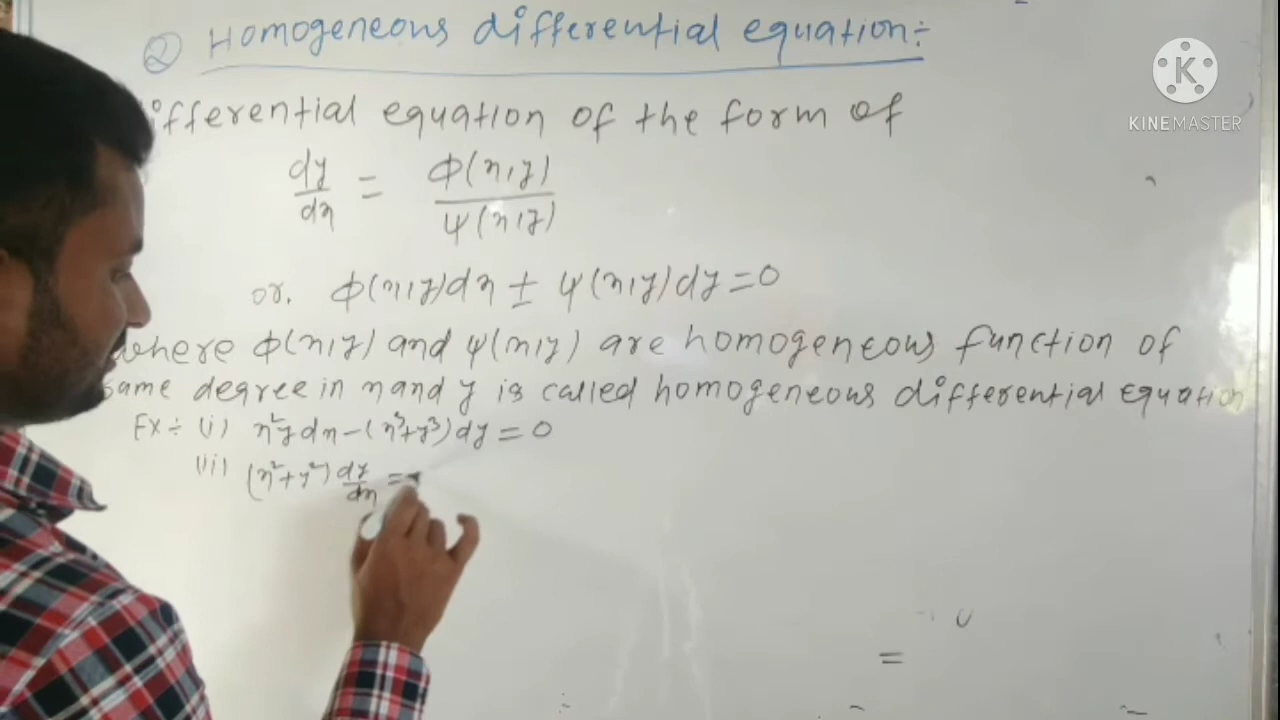 ② Homogeneous differential equation:-
KINEMASTER
ifferential equation of the form of
dy/dx = Φ(x,y)/Ψ(x,y)
or. Φ(x,y)dx ± Ψ(x,y)dy=0
where Φ(x,y) and Ψ(x,y) are homogeneous function of
same degree in x and y is called homogeneous differential equation
Ex÷ (i) x²ydx-(x³+y³)dy=0
(ii) (x²+y²) dy/dx =
=